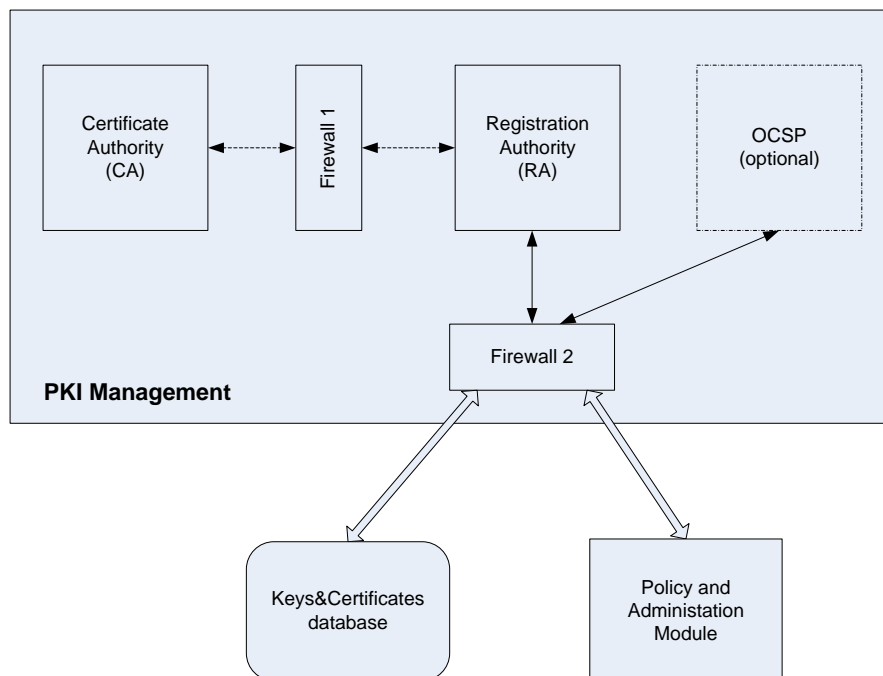 Certificate
Authority
(CA)
Firewall 1
Registration
Authority
(RA)
OCSP
(optional)
Firewall 2
PKI Management
Keys&Certificates
database
Policy and
Administation
Module